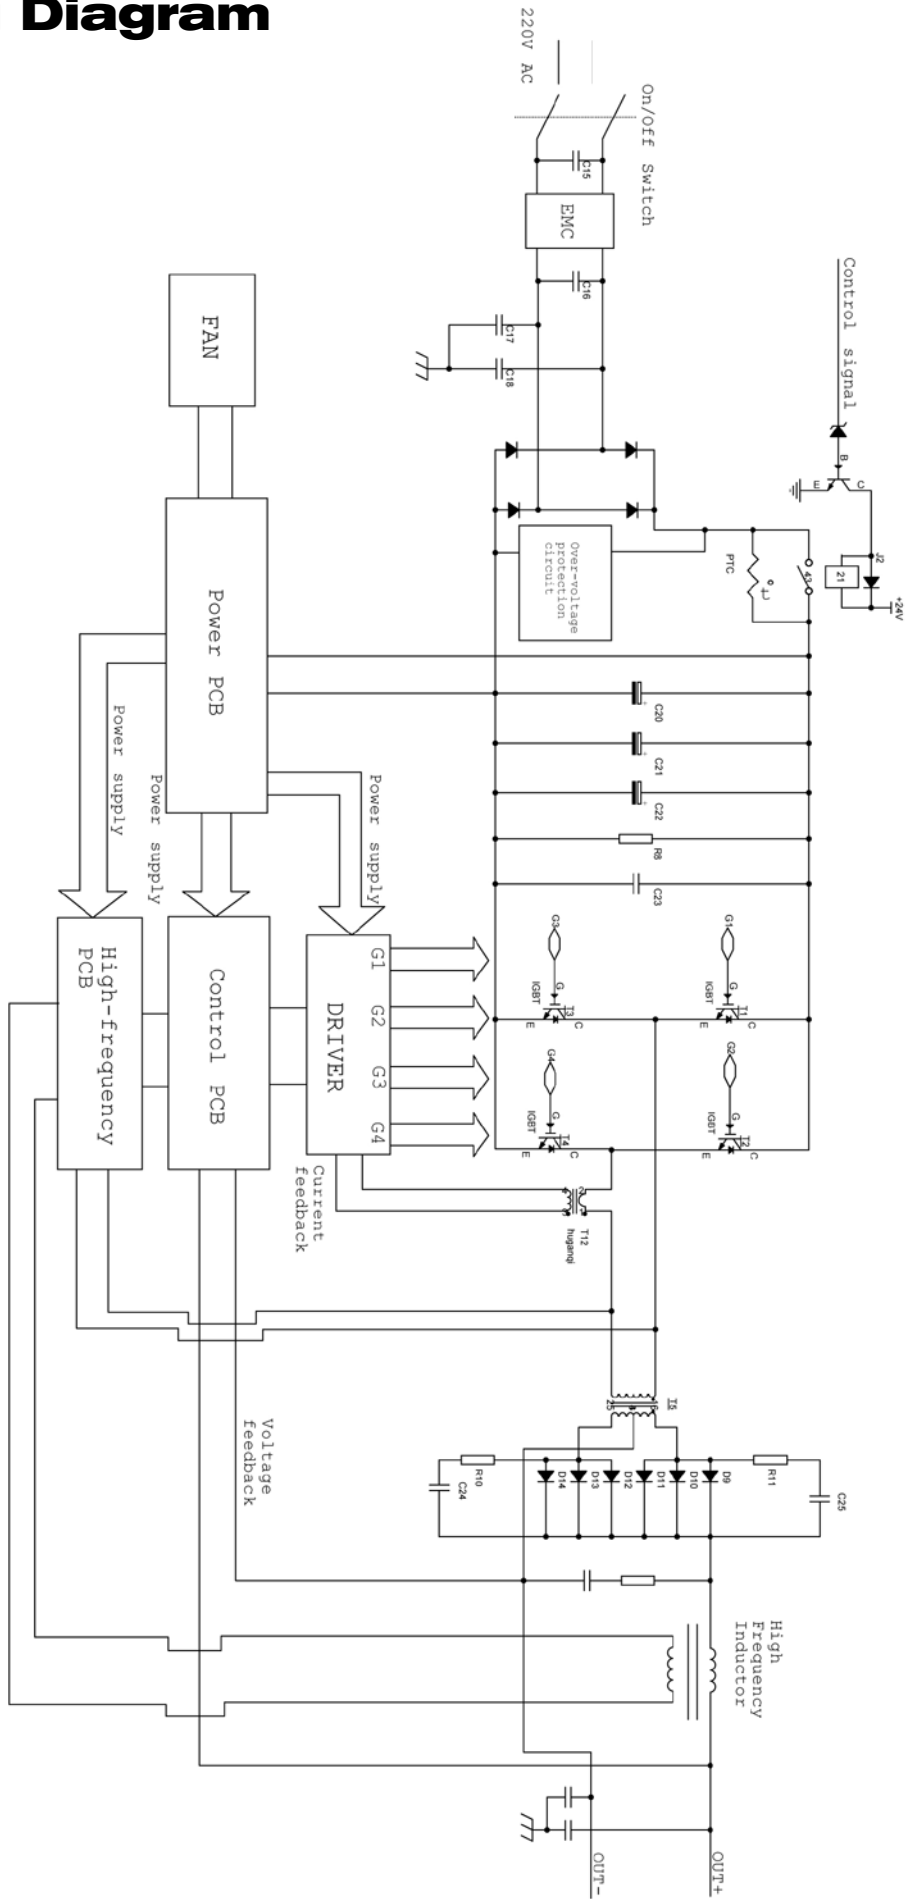 Diagram
220V AC
On/Off Switch
C15
EMC
C16
C17
C18
Control signal
B
E
C
J2
21
+24V
43
PTC
t
Over-voltage
protection
circuit
FAN
Power PCB
Power supply
Power supply
Power supply
C20
+
C21
+
C22
+
R8
C23
G3
G
IGBT
T3
E
C
G1
G
IGBT
T1
E
C
G4
G
IGBT
T4
E
C
G2
G
IGBT
T2
E
C
High-frequency
PCB
Control PCB
DRIVER
G1
G2
G3
G4
Current
feedback
T12
huganqi
T5
Voltage
feedback
R10
C24
D14
D13
D12
D11
D10
D9
R11
C25
High
Frequency
Inductor
OUT-
OUT+